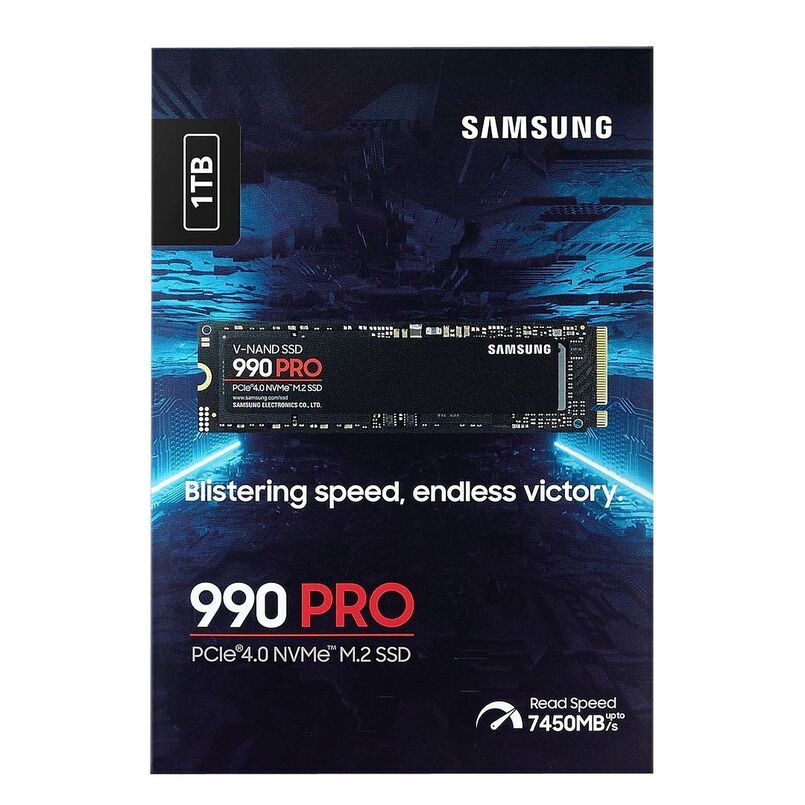 SAMSUNG
1TB
V-NAND SSD
SAMSUNG
990 PRO
PCIe®4.0 NVMe™ M.2 SSD
www.samsung.com/ssd
SAMSUNG ELECTRONICS CO., LTD.
Blistering speed, endless victory.
990 PRO
PCIe®4.0 NVMe™ M.2 SSD
Read Speed
up to
7450MB/s